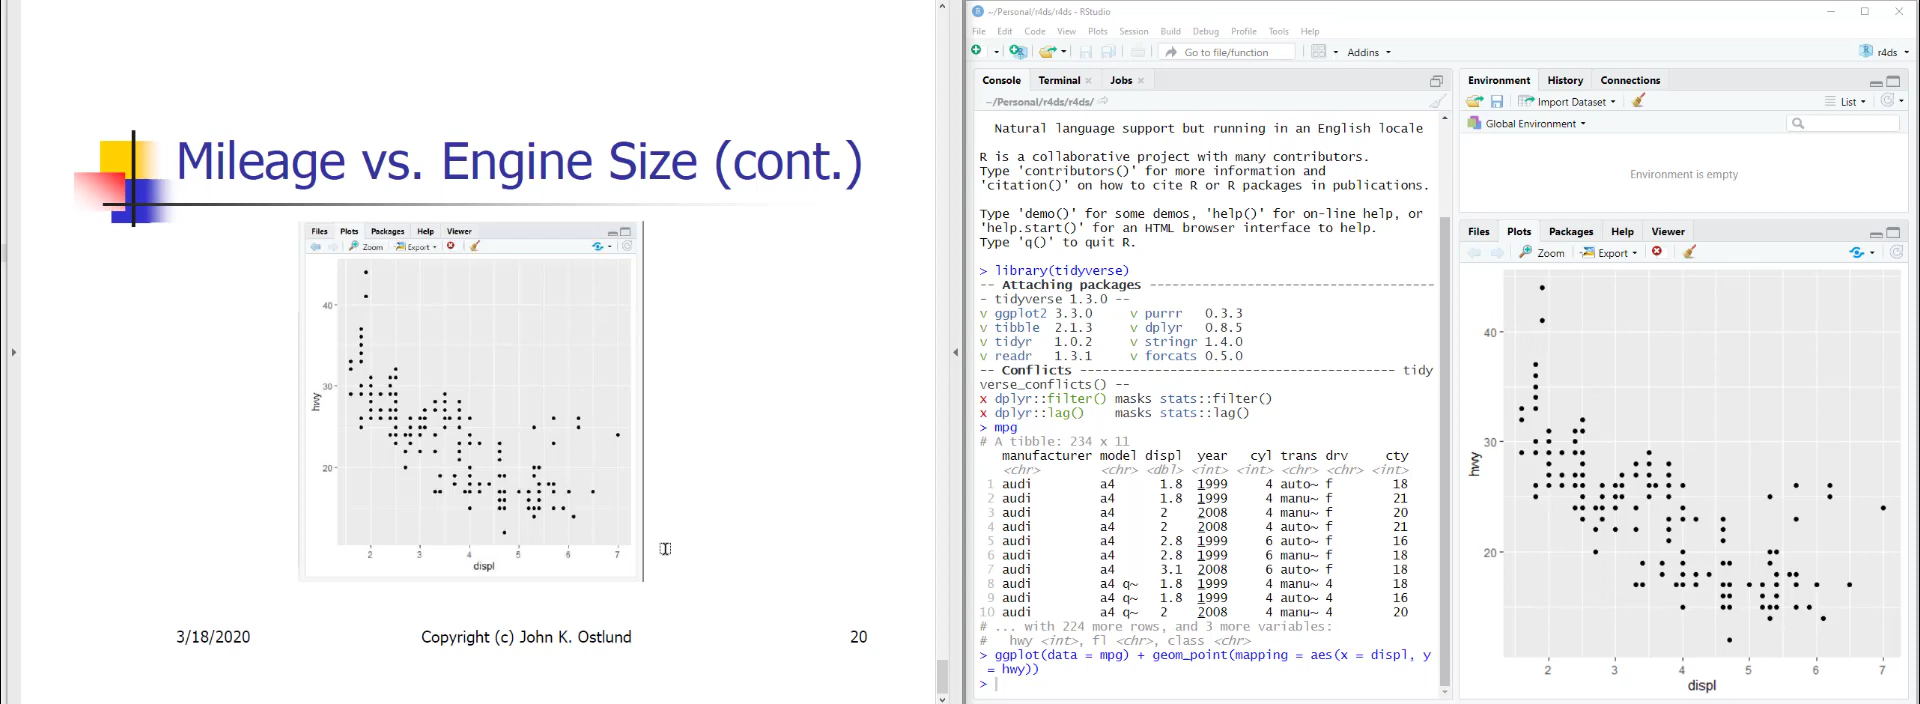 Mileage vs. Engine Size (cont.)
Files Plots Packages Help Viewer
Zoom Export
40
30
20
hwy
2 3 4 5 6 7
displ
3/18/2020 Copyright (c) John K. Ostlund 20
~/Personal/r4ds/r4ds - RStudio
File Edit Code View Plots Session Build Debug Profile Tools Help
Go to file/function Addins r4ds
Console Terminal Jobs
~/Personal/r4ds/r4ds/
Natural language support but running in an English locale
R is a collaborative project with many contributors.
Type 'contributors()' for more information and
'citation()' on how to cite R or R packages in publications.
Type 'demo()' for some demos, 'help()' for on-line help, or
'help.start()' for an HTML browser interface to help.
Type 'q()' to quit R.
> library(tidyverse)
-- Attaching packages --------------------------------------
- tidyverse 1.3.0 --
v ggplot2 3.3.0 v purrr 0.3.3
v tibble 2.1.3 v dplyr 0.8.5
v tidyr 1.0.2 v stringr 1.4.0
v readr 1.3.1 v forcats 0.5.0
-- Conflicts ------------------------------------------ tidy
verse_conflicts() --
x dplyr::filter() masks stats::filter()
x dplyr::lag() masks stats::lag()
> mpg
# A tibble: 234 x 11
manufacturer model displ year cyl trans drv cty
<chr> <chr> <dbl> <int> <int> <chr> <chr> <int>
1 audi a4 1.8 1999 4 auto~ f 18
2 audi a4 1.8 1999 4 manu~ f 21
3 audi a4 2 2008 4 manu~ f 20
4 audi a4 2 2008 4 auto~ f 21
5 audi a4 2.8 1999 6 auto~ f 16
6 audi a4 2.8 1999 6 manu~ f 18
7 audi a4 3.1 2008 6 auto~ f 18
8 audi a4 q~ 1.8 1999 4 manu~ 4 18
9 audi a4 q~ 1.8 1999 4 auto~ 4 16
10 audi a4 q~ 2 2008 4 manu~ 4 20
# ... with 224 more rows, and 3 more variables:
# hwy <int>, fl <chr>, class <chr>
> ggplot(data = mpg) + geom_point(mapping = aes(x = displ, y
= hwy))
>
Environment History Connections
Import Dataset List
Global Environment
Environment is empty
Files Plots Packages Help Viewer
Zoom Export
40
30
20
hwy
2 3 4 5 6 7
displ